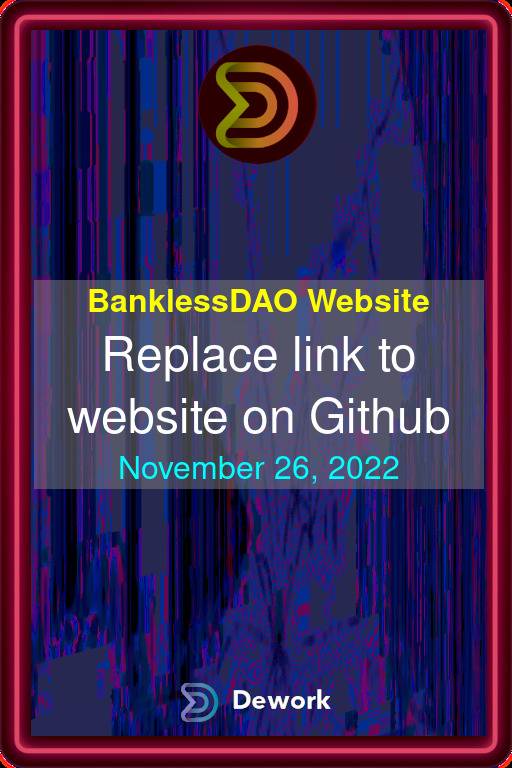 BanklessDAO Website
Replace link to
website on Github
November 26, 2022
Dework